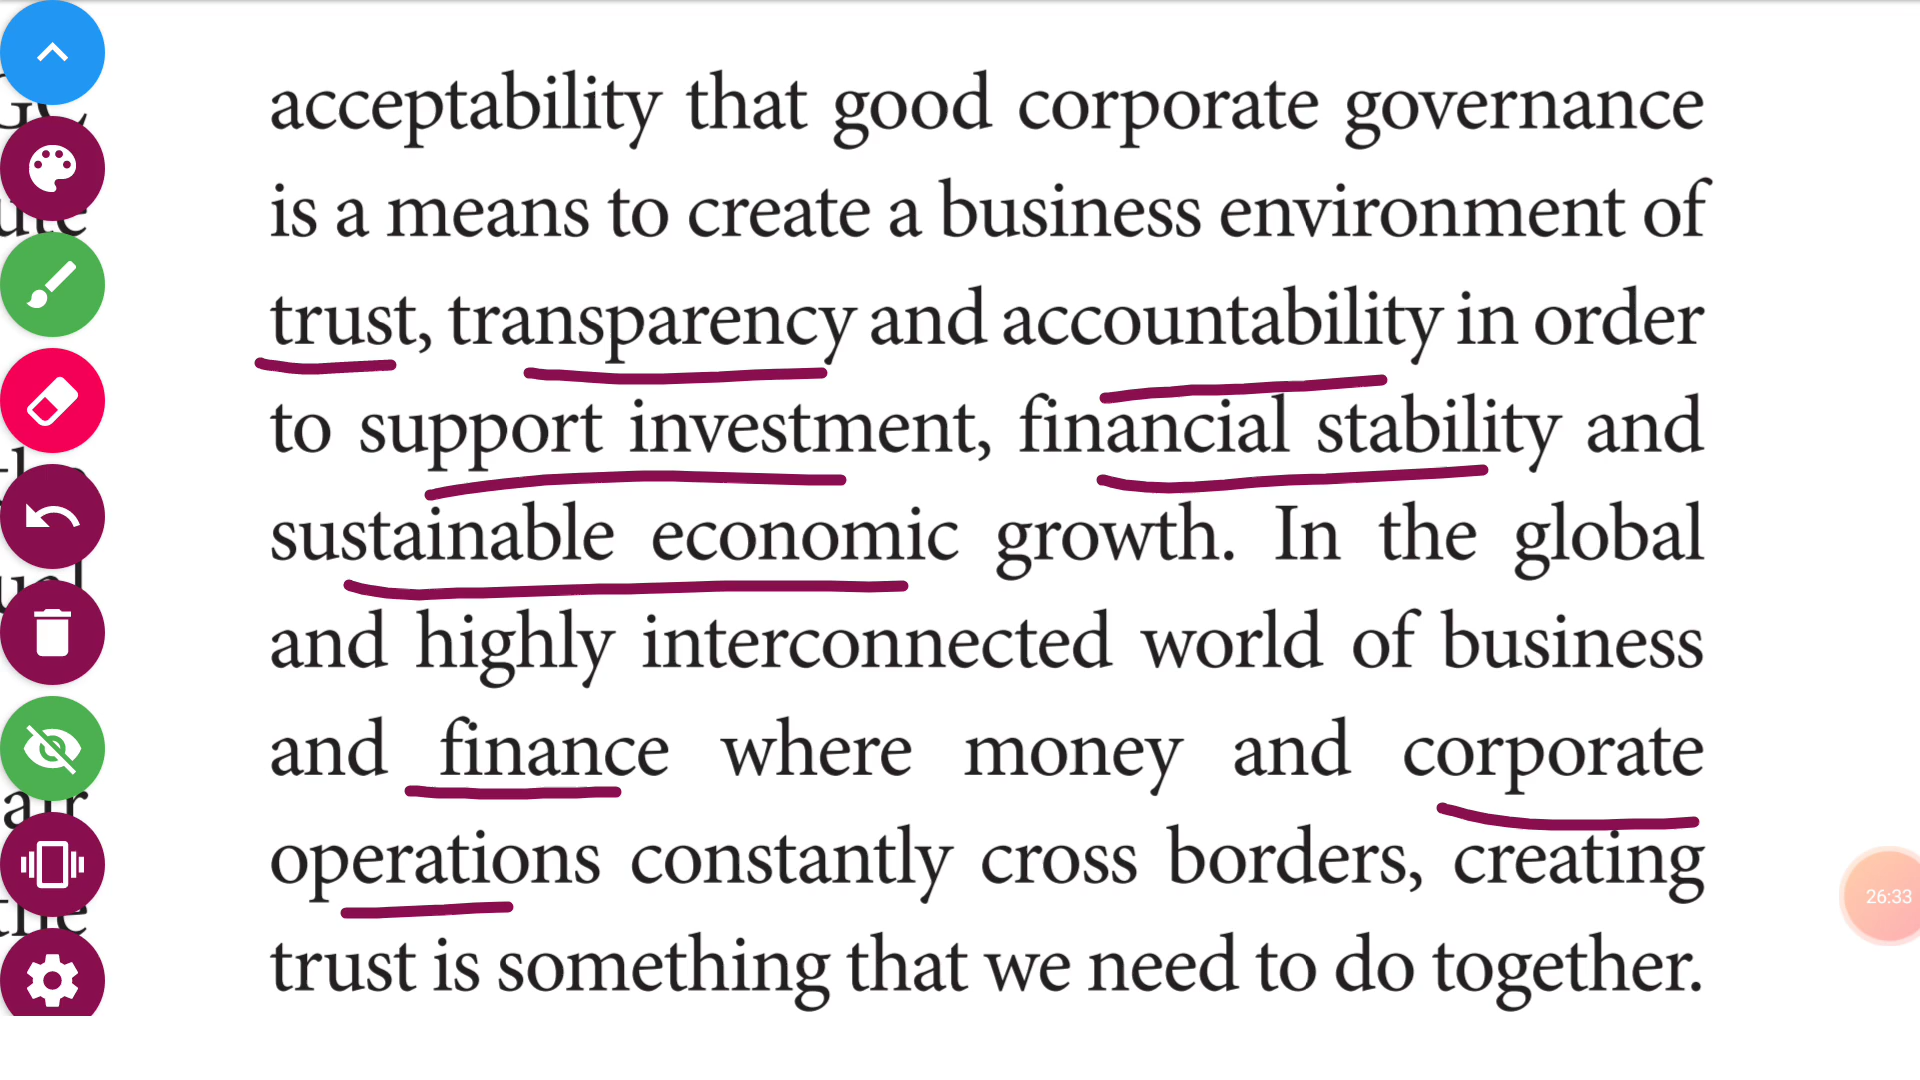 acceptability that good corporate governance
is a means to create a business environment of
trust, transparency and accountability in order
to support investment, financial stability and
sustainable economic growth. In the global
and highly interconnected world of business
and finance where money and corporate
operations constantly cross borders, creating
trust is something that we need to do together.
26:33